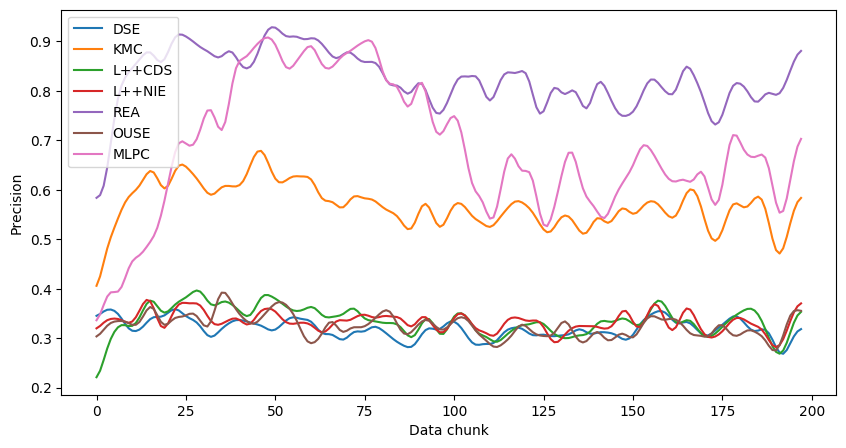 DSE
KMC
L++CDS
L++NIE
REA
OUSE
MLPC
Precision
0.9
0.8
0.7
0.6
0.5
0.4
0.3
0.2
0 25 50 75 100 125 150 175 200
Data chunk